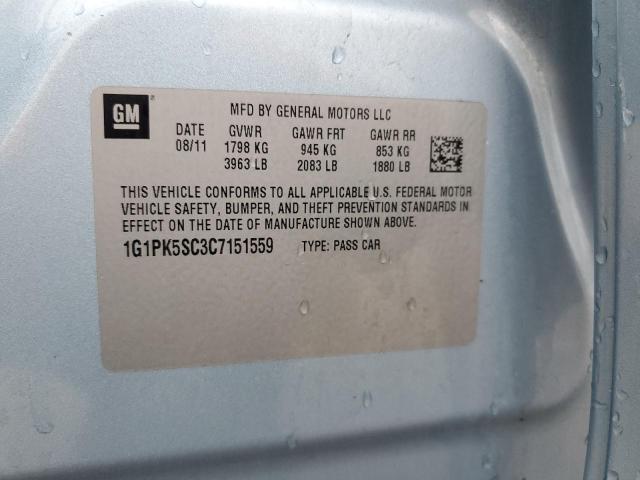 GM
MFD BY GENERAL MOTORS LLC
DATE GVWR GAWR FRT GAWR RR
08/11 1798 KG 945 KG 853 KG
3963 LB 2083 LB 1880 LB
THIS VEHICLE CONFORMS TO ALL APPLICABLE U.S. FEDERAL MOTOR
VEHICLE SAFETY, BUMPER, AND THEFT PREVENTION STANDARDS IN
EFFECT ON THE DATE OF MANUFACTURE SHOWN ABOVE.
1G1PK5SC3C7151559 TYPE: PASS CAR